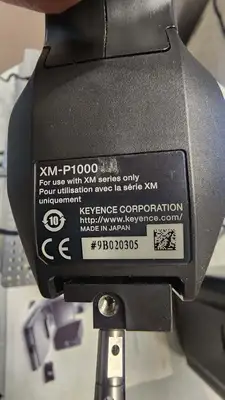 XM-P1000
For use with XM series only
Pour utilisation avec la série XM
uniquement
KEYENCE CORPORATION
http://www.keyence.com/
MADE IN JAPAN
10
CE
#9B020305